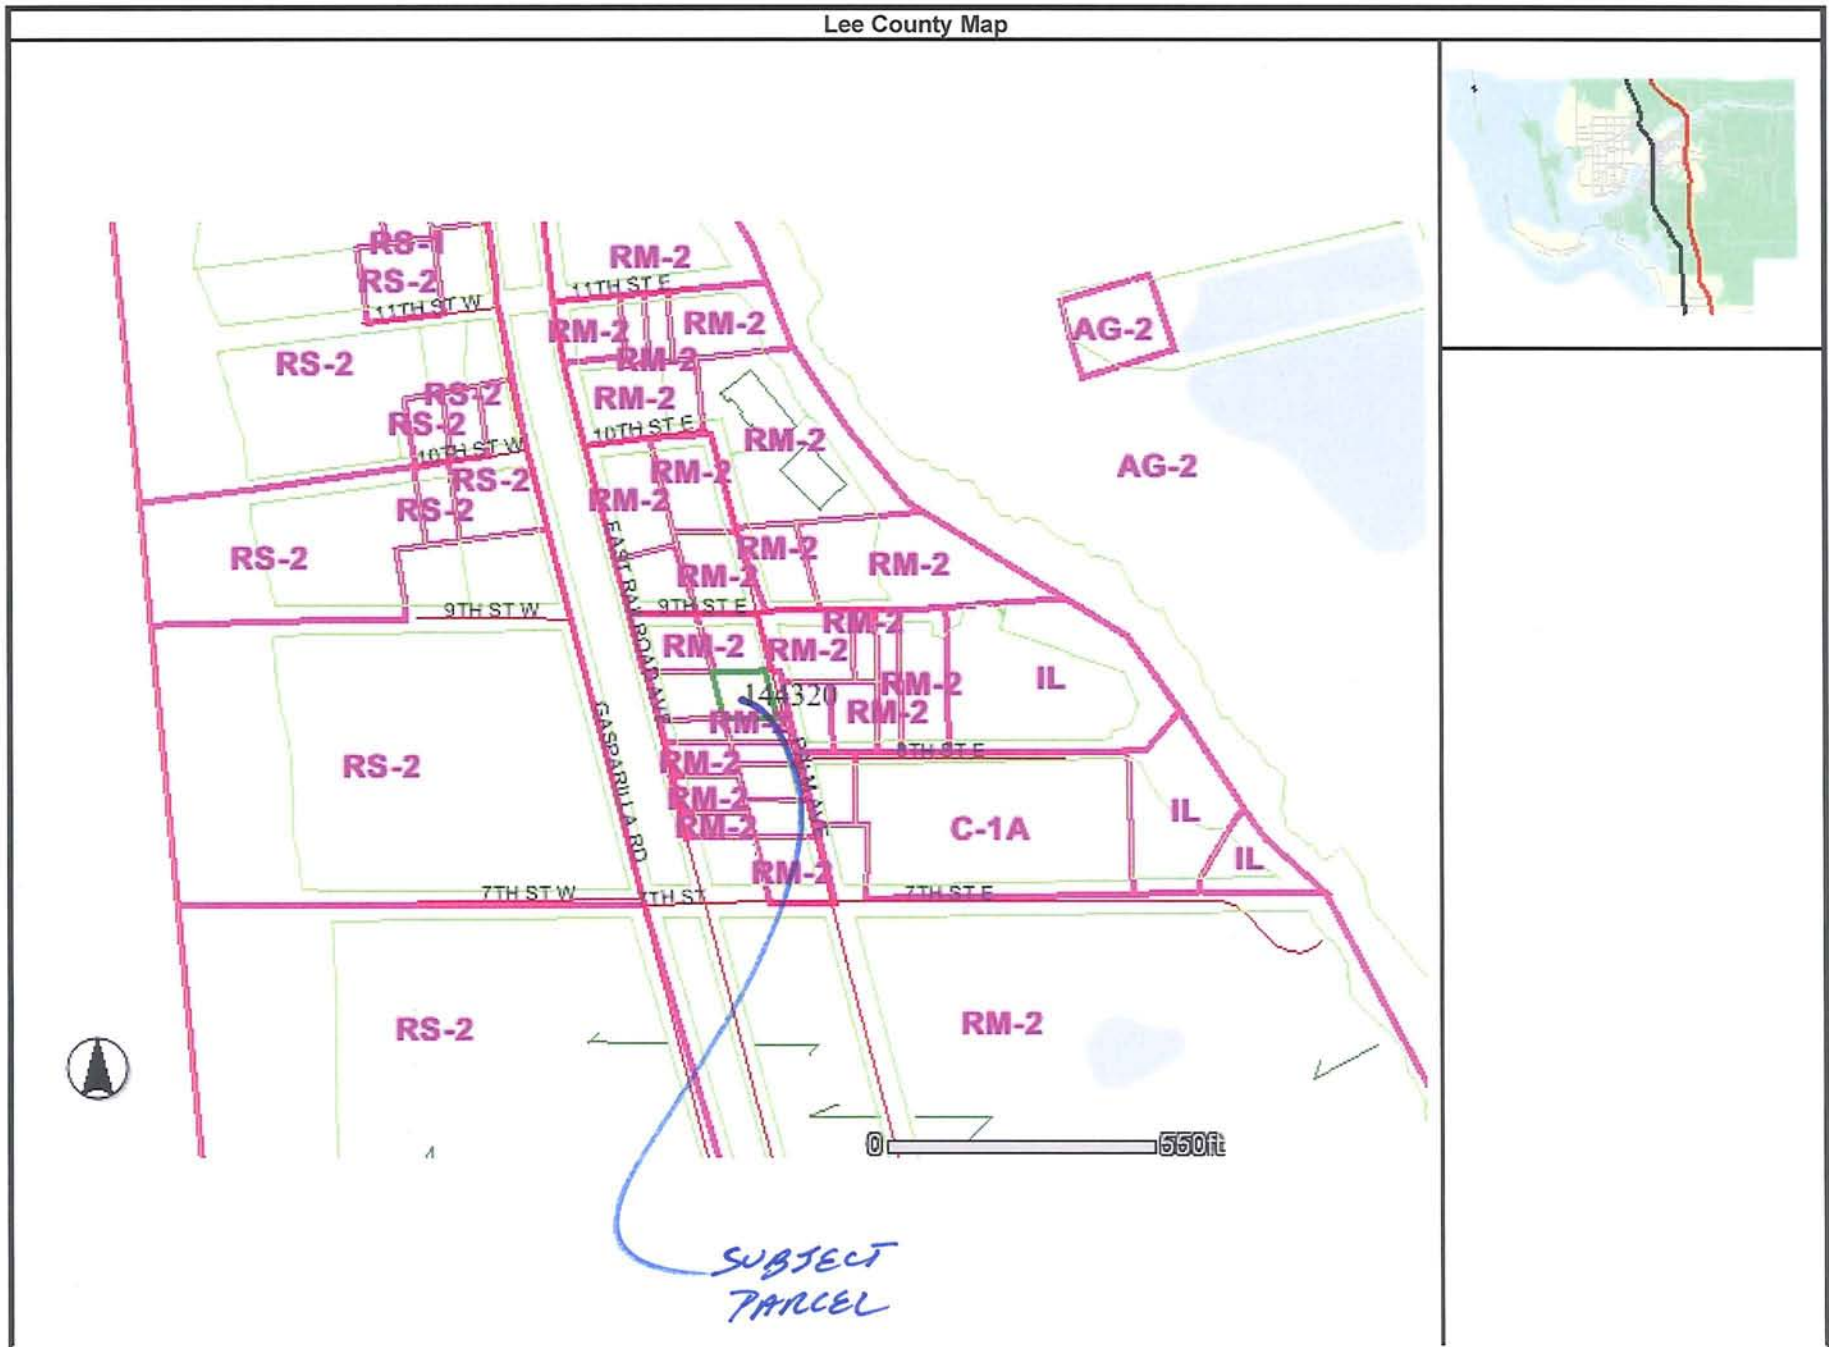 Lee County Map
RS-1
RM-2
RS-2
11TH ST E
11TH ST W
RM-2
RM-2
AG-2
RM-2
RS-2
RS-2
RM-2
RS-2
10TH ST E
RM-2
10TH ST W
AG-2
RM-2
RS-2
RM-2
RS-2
EAST RAILROAD AVE
RM-2
RS-2
RM-2
RM-2
9TH ST W
9TH ST E
RM-2
RM-2
RM-2
IL
RM-2
144320
RM-2
RM-2
GASPARILLA RD
PALM AVE
8TH ST E
RS-2
RM-2
RM-2
IL
RM-2
C-1A
IL
RM-2
7TH ST W
7TH ST
7TH ST E
RS-2
RM-2
0
550ft
SUBJECT
PARCEL